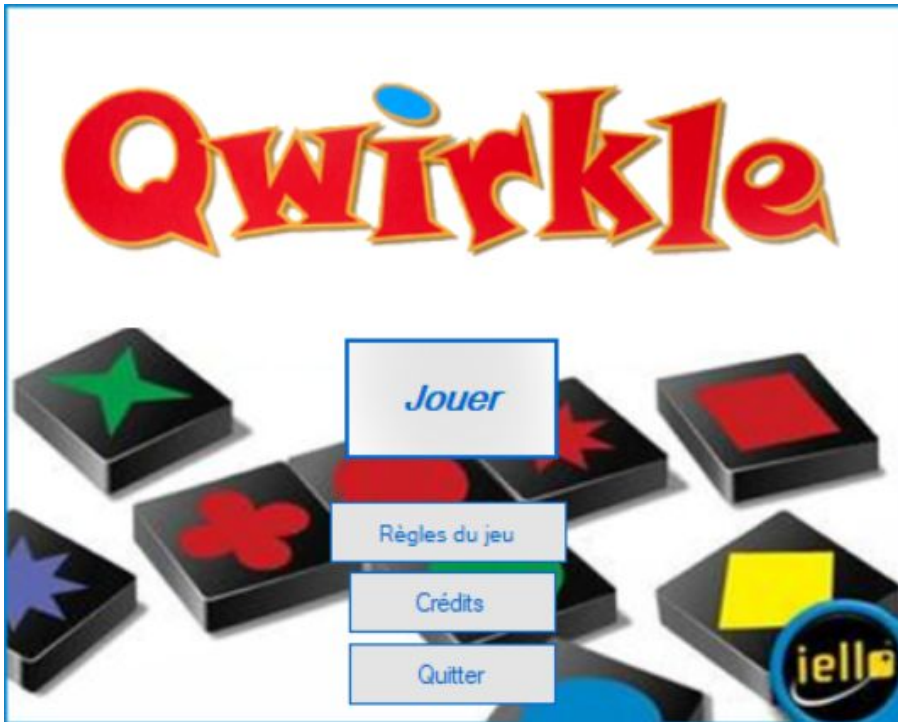 Qwirkle
Jouer
Règles du jeu
Crédits
Quitter
iello